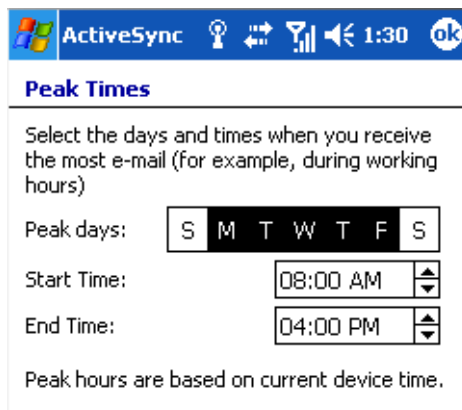 ActiveSync 1:30 ok
Peak Times
Select the days and times when you receive
the most e-mail (for example, during working
hours)
Peak days: S M T W T F S
Start Time: 08:00 AM
End Time: 04:00 PM
Peak hours are based on current device time.